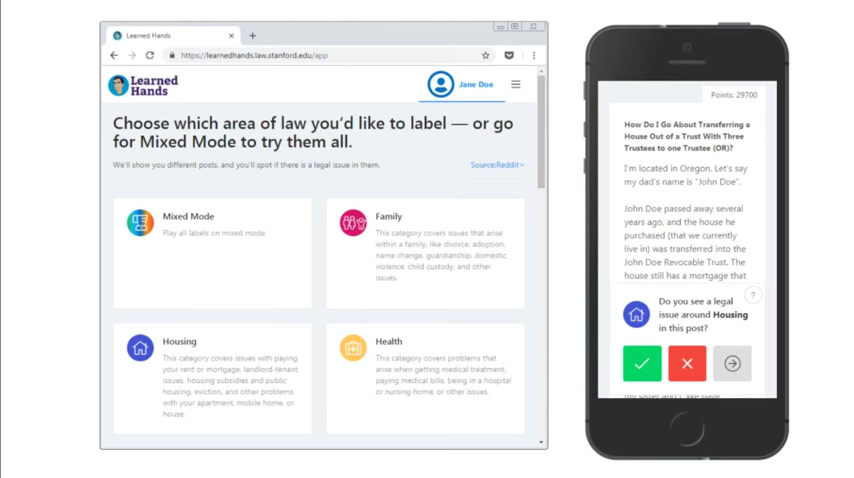 Learned Hands
https://learnedhands.law.stanford.edu/app
Learned
Hands
Jane Doe
Choose which area of law you'd like to label — or go
for Mixed Mode to try them all.
We'll show you different posts, and you'll spot if there is a legal issue in them.
Source:Reddit
Mixed Mode
Play all labels on mixed mode
Family
This category covers issues that arise
within a family, like divorce, adoption,
name change, guardianship, domestic
violence, child custody, and other
issues.
Housing
This category covers issues with paying
your rent or mortgage, landlord-tenant
issues, housing subsidies and public
housing, eviction, and other problems
with your apartment, mobile home, or
house.
Health
This category covers problems that
arise when getting medical treatment,
paying medical bills, being in a hospital
or nursing home, or other issues.
Points: 29700
How Do I Go About Transferring a
House Out of a Trust With Three
Trustees to one Trustee (OR)?
I'm located in Oregon. Let's say
my dad's name is "John Doe".
John Doe passed away several
years ago, and the house he
purchased (that we currently
live in) was transferred into the
John Doe Revocable Trust. The
house still has a mortgage that
?
Do you see a legal
issue around Housing
in this post?